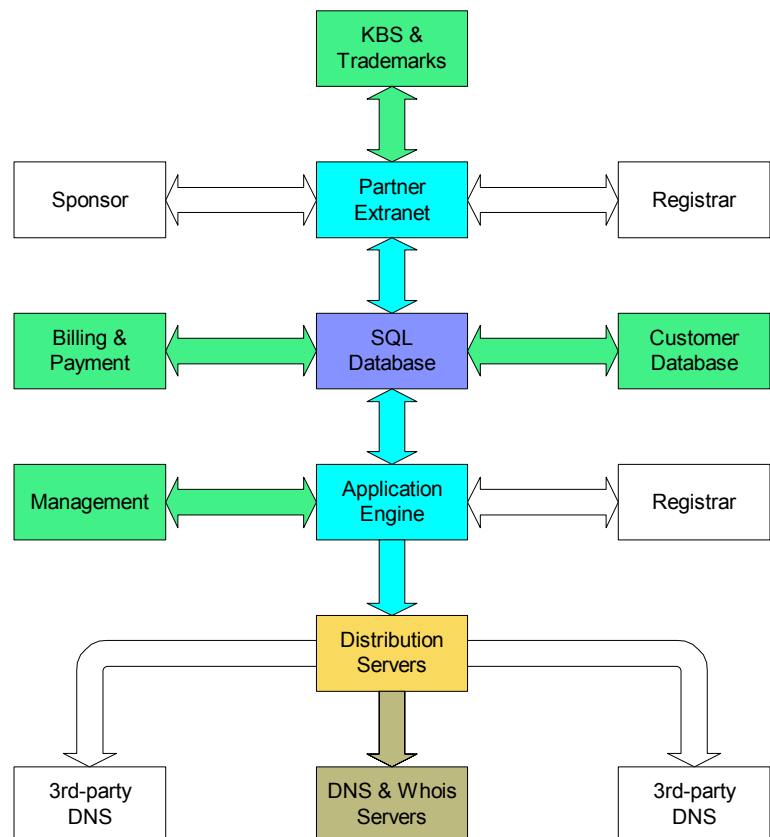 KBS &
Trademarks
Sponsor
Partner
Extranet
Registrar
Billing &
Payment
SQL
Database
Customer
Database
Management
Application
Engine
Registrar
Distribution
Servers
3rd-party
DNS
DNS & Whois
Servers
3rd-party
DNS